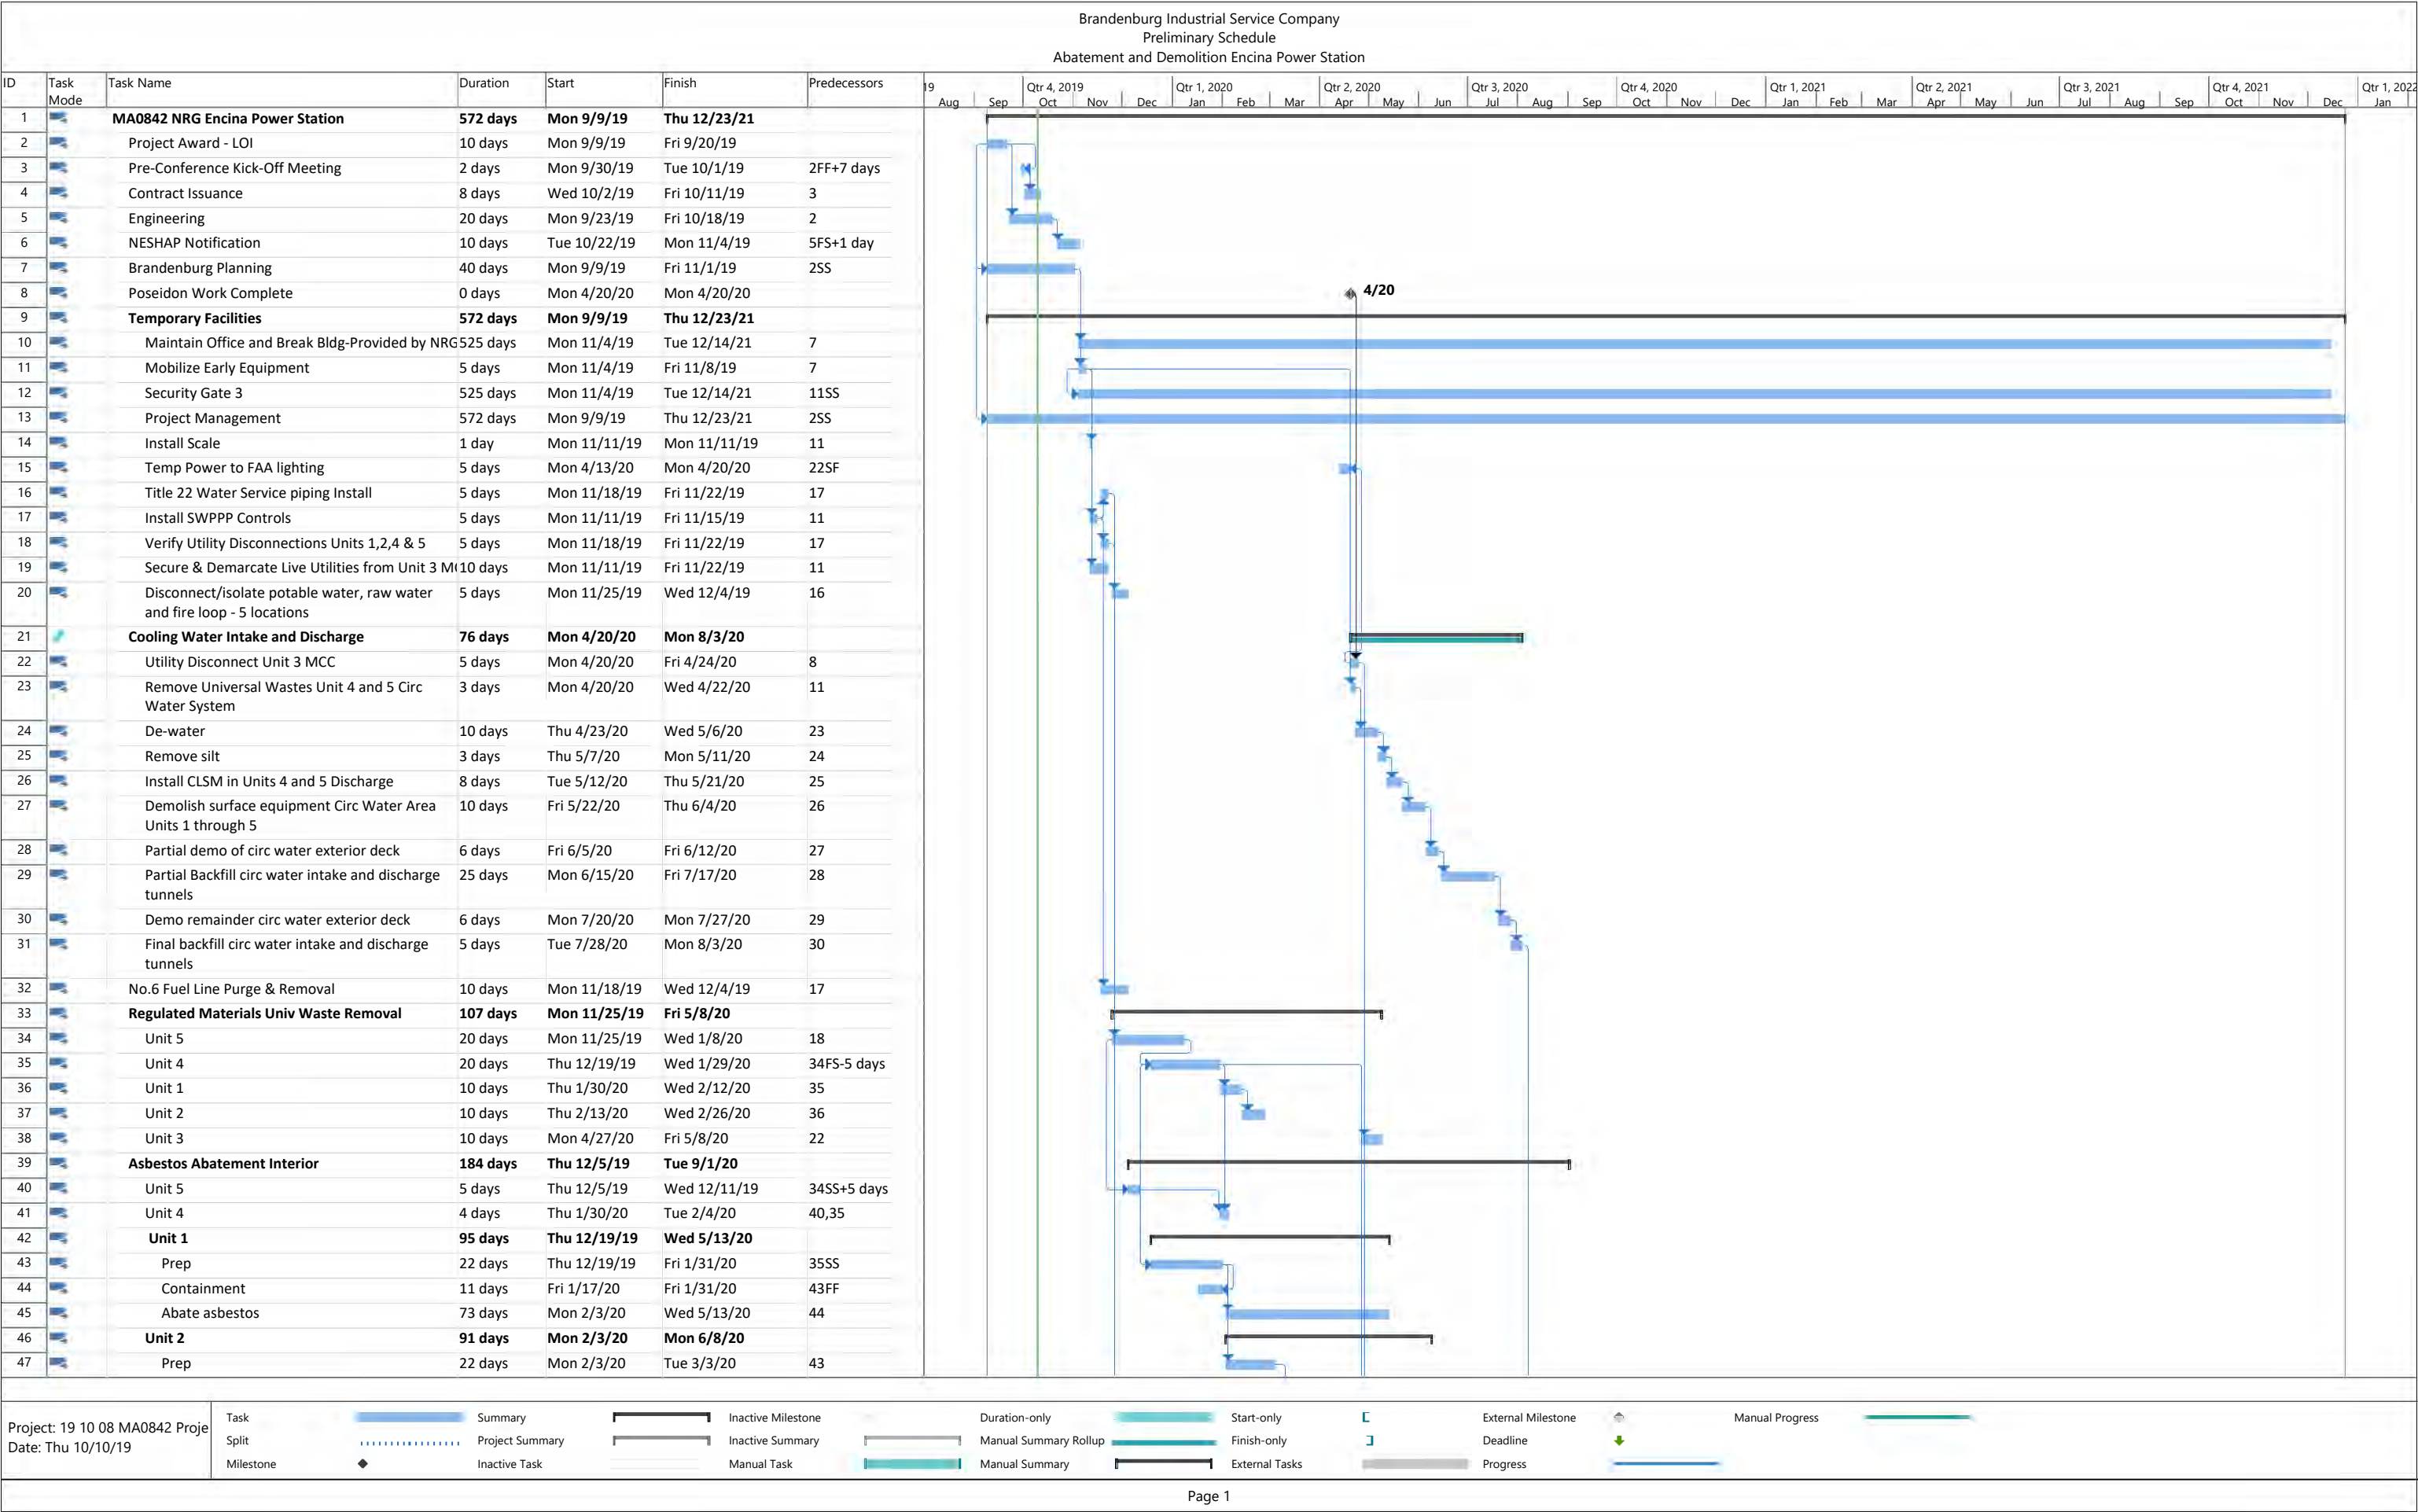 Brandenburg Industrial Service Company
Preliminary Schedule
Abatement and Demolition Encina Power Station
ID Task Mode Task Name Duration Start Finish Predecessors
19 Qtr 4, 2019 Qtr 1, 2020 Qtr 2, 2020 Qtr 3, 2020 Qtr 4, 2020 Qtr 1, 2021 Qtr 2, 2021 Qtr 3, 2021 Qtr 4, 2021 Qtr 1, 2022
Aug Sep Oct Nov Dec Jan Feb Mar Apr May Jun Jul Aug Sep Oct Nov Dec Jan Feb Mar Apr May Jun Jul Aug Sep Oct Nov Dec Jan
1 MA0842 NRG Encina Power Station 572 days Mon 9/9/19 Thu 12/23/21
2 Project Award - LOI 10 days Mon 9/9/19 Fri 9/20/19
3 Pre-Conference Kick-Off Meeting 2 days Mon 9/30/19 Tue 10/1/19 2FF+7 days
4 Contract Issuance 8 days Wed 10/2/19 Fri 10/11/19 3
5 Engineering 20 days Mon 9/23/19 Fri 10/18/19 2
6 NESHAP Notification 10 days Tue 10/22/19 Mon 11/4/19 5FS+1 day
7 Brandenburg Planning 40 days Mon 9/9/19 Fri 11/1/19 2SS
8 Poseidon Work Complete 0 days Mon 4/20/20 Mon 4/20/20 4/20
9 Temporary Facilities 572 days Mon 9/9/19 Thu 12/23/21
10 Maintain Office and Break Bldg-Provided by NRG 525 days Mon 11/4/19 Tue 12/14/21 7
11 Mobilize Early Equipment 5 days Mon 11/4/19 Fri 11/8/19 7
12 Security Gate 3 525 days Mon 11/4/19 Tue 12/14/21 11SS
13 Project Management 572 days Mon 9/9/19 Thu 12/23/21 2SS
14 Install Scale 1 day Mon 11/11/19 Mon 11/11/19 11
15 Temp Power to FAA lighting 5 days Mon 4/13/20 Mon 4/20/20 22SF
16 Title 22 Water Service piping Install 5 days Mon 11/18/19 Fri 11/22/19 17
17 Install SWPPP Controls 5 days Mon 11/11/19 Fri 11/15/19 11
18 Verify Utility Disconnections Units 1,2,4 & 5 5 days Mon 11/18/19 Fri 11/22/19 17
19 Secure & Demarcate Live Utilities from Unit 3 M 10 days Mon 11/11/19 Fri 11/22/19 11
20 Disconnect/isolate potable water, raw water 5 days Mon 11/25/19 Wed 12/4/19 16
and fire loop - 5 locations
21 Cooling Water Intake and Discharge 76 days Mon 4/20/20 Mon 8/3/20
22 Utility Disconnect Unit 3 MCC 5 days Mon 4/20/20 Fri 4/24/20 8
23 Remove Universal Wastes Unit 4 and 5 Circ 3 days Mon 4/20/20 Wed 4/22/20 11
Water System
24 De-water 10 days Thu 4/23/20 Wed 5/6/20 23
25 Remove silt 3 days Thu 5/7/20 Mon 5/11/20 24
26 Install CLSM in Units 4 and 5 Discharge 8 days Tue 5/12/20 Thu 5/21/20 25
27 Demolish surface equipment Circ Water Area 10 days Fri 5/22/20 Thu 6/4/20 26
Units 1 through 5
28 Partial demo of circ water exterior deck 6 days Fri 6/5/20 Fri 6/12/20 27
29 Partial Backfill circ water intake and discharge 25 days Mon 6/15/20 Fri 7/17/20 28
tunnels
30 Demo remainder circ water exterior deck 6 days Mon 7/20/20 Mon 7/27/20 29
31 Final backfill circ water intake and discharge 5 days Tue 7/28/20 Mon 8/3/20 30
tunnels
32 No.6 Fuel Line Purge & Removal 10 days Mon 11/18/19 Wed 12/4/19 17
33 Regulated Materials Univ Waste Removal 107 days Mon 11/25/19 Fri 5/8/20
34 Unit 5 20 days Mon 11/25/19 Wed 1/8/20 18
35 Unit 4 20 days Thu 12/19/19 Wed 1/29/20 34FS-5 days
36 Unit 1 10 days Thu 1/30/20 Wed 2/12/20 35
37 Unit 2 10 days Thu 2/13/20 Wed 2/26/20 36
38 Unit 3 10 days Mon 4/27/20 Fri 5/8/20 22
39 Asbestos Abatement Interior 184 days Thu 12/5/19 Tue 9/1/20
40 Unit 5 5 days Thu 12/5/19 Wed 12/11/19 34SS+5 days
41 Unit 4 4 days Thu 1/30/20 Tue 2/4/20 40,35
42 Unit 1 95 days Thu 12/19/19 Wed 5/13/20
43 Prep 22 days Thu 12/19/19 Fri 1/31/20 35SS
44 Containment 11 days Fri 1/17/20 Fri 1/31/20 43FF
45 Abate asbestos 73 days Mon 2/3/20 Wed 5/13/20 44
46 Unit 2 91 days Mon 2/3/20 Mon 6/8/20
47 Prep 22 days Mon 2/3/20 Tue 3/3/20 43
Project: 19 10 08 MA0842 Proje
Date: Thu 10/10/19
Task Summary Inactive Milestone Duration-only Start-only External Milestone Manual Progress
Split Project Summary Inactive Summary Manual Summary Rollup Finish-only Deadline
Milestone Inactive Task Manual Task Manual Summary External Tasks Progress
Page 1